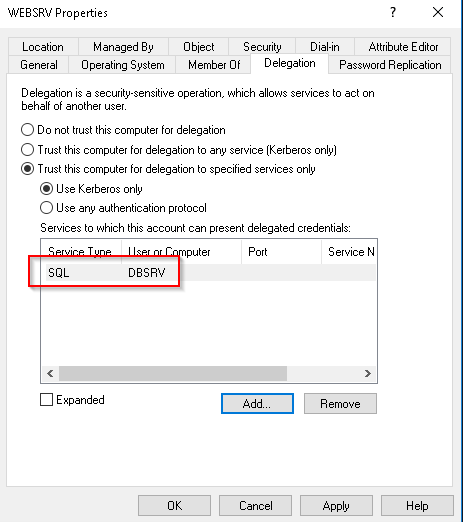 WEBSRV Properties
?
Location Managed By Object Security Dial-in Attribute Editor
General Operating System Member Of Delegation Password Replication
Delegation is a security-sensitive operation, which allows services to act on
behalf of another user.
Do not trust this computer for delegation
Trust this computer for delegation to any service (Kerberos only)
Trust this computer for delegation to specified services only
Use Kerberos only
Use any authentication protocol
Services to which this account can present delegated credentials:
Service Type User or Computer Port Service N
SQL DBSRV
Expanded
Add... Remove
OK Cancel Apply Help